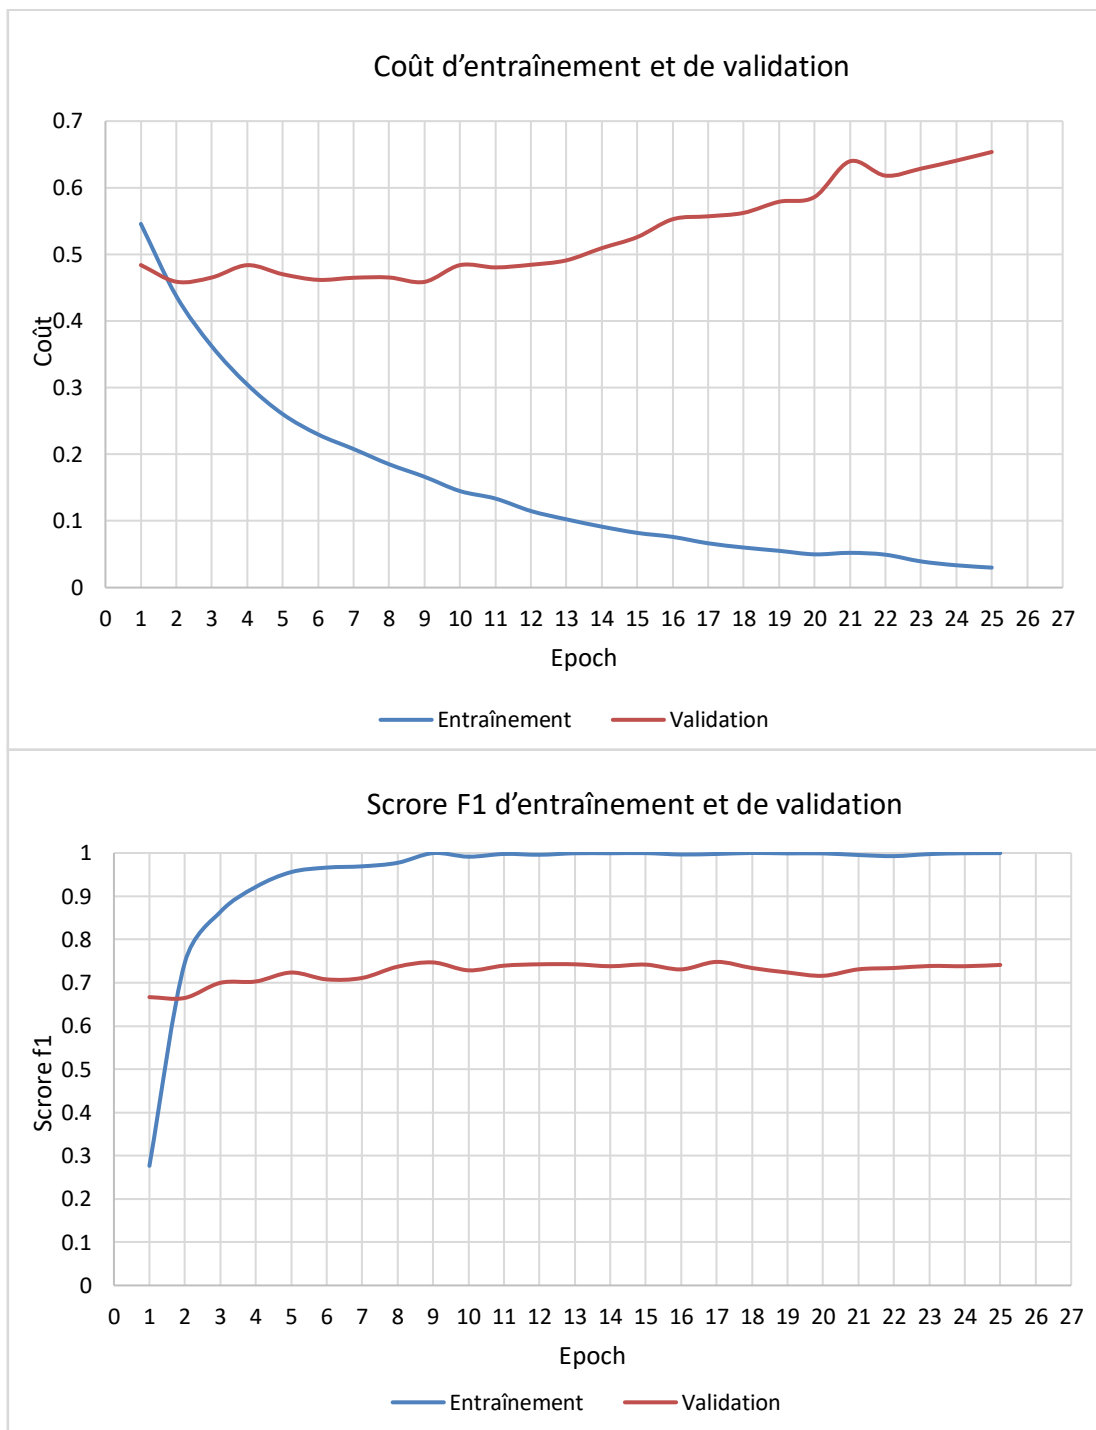 Coût d’entraînement et de validation
0.7
0.6
0.5
0.4
0.3
0.2
0.1
0
Coût
0 1 2 3 4 5 6 7 8 9 10 11 12 13 14 15 16 17 18 19 20 21 22 23 24 25 26 27
Epoch
Entraînement Validation
Scrore F1 d’entraînement et de validation
1
0.9
0.8
0.7
0.6
0.5
0.4
0.3
0.2
0.1
0
Scrore f1
0 1 2 3 4 5 6 7 8 9 10 11 12 13 14 15 16 17 18 19 20 21 22 23 24 25 26 27
Epoch
Entraînement Validation